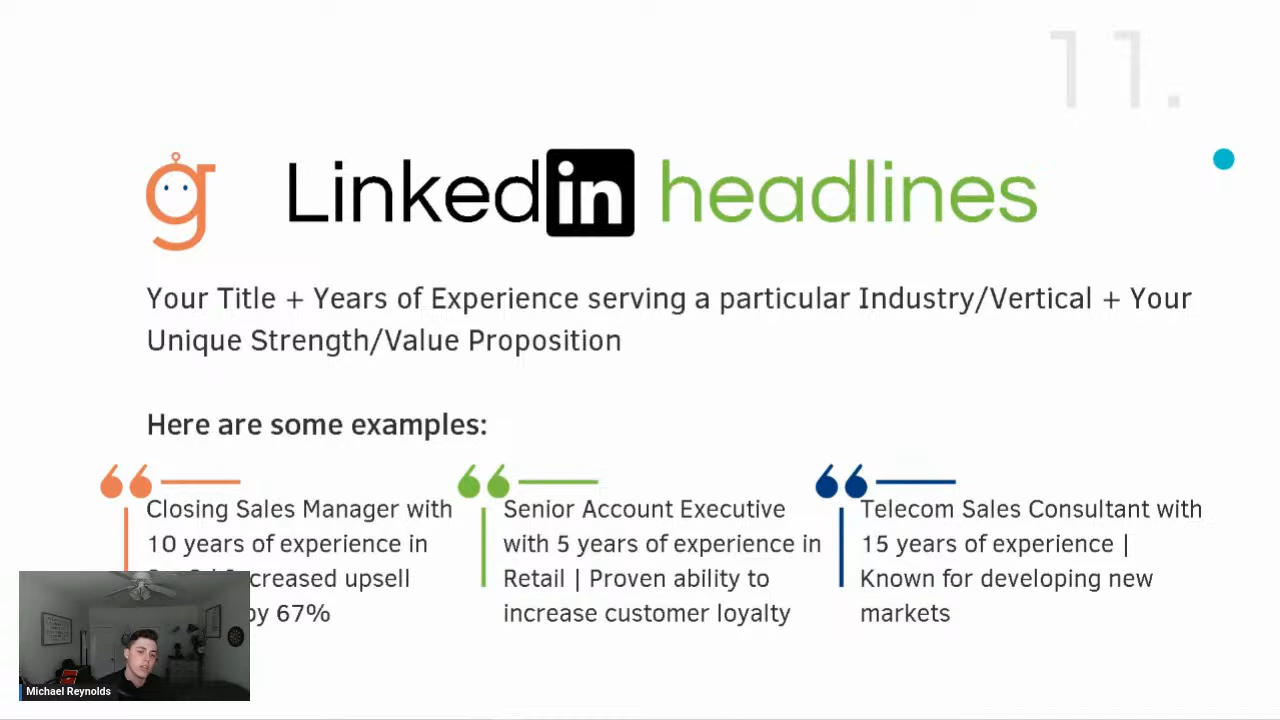 11.
g Linkedin headlines
Your Title + Years of Experience serving a particular Industry/Vertical + Your
Unique Strength/Value Proposition
Here are some examples:
Closing Sales Manager with
10 years of experience in
creased upsell
by 67%
Senior Account Executive
with 5 years of experience in
Retail | Proven ability to
increase customer loyalty
Telecom Sales Consultant with
15 years of experience |
Known for developing new
markets
Michael Reynolds